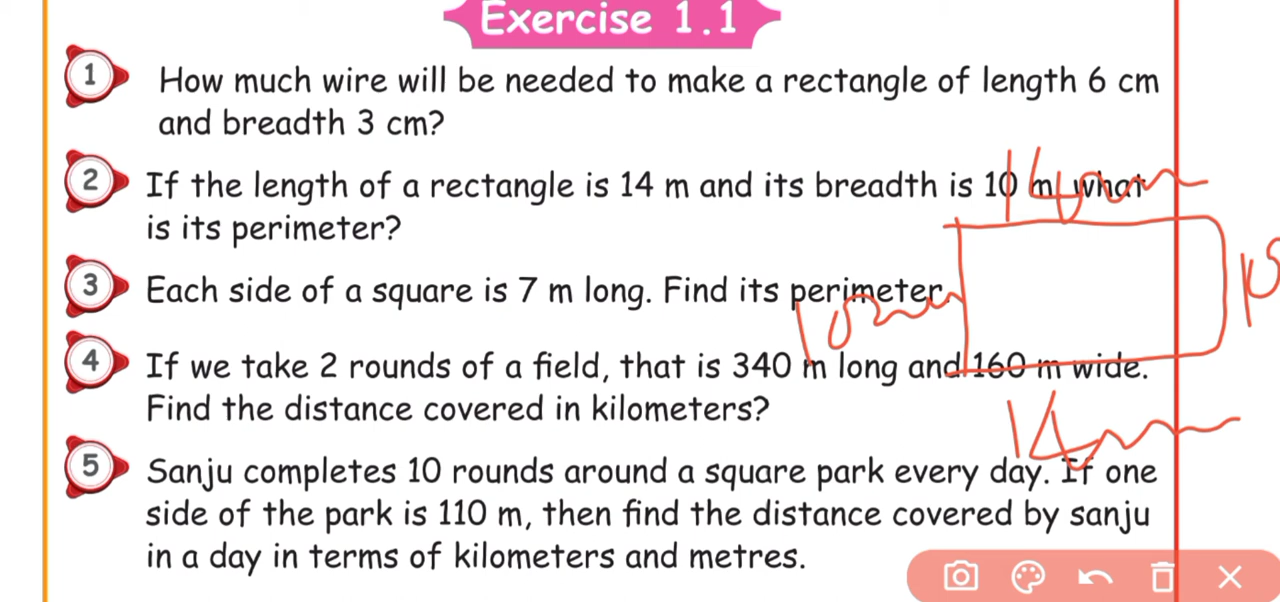 Exercise 1.1
1 How much wire will be needed to make a rectangle of length 6 cm
and breadth 3 cm?
14m
2 If the length of a rectangle is 14 m and its breadth is 10 m what
is its perimeter?
3 Each side of a square is 7 m long. Find its perimeter.
10m
4 If we take 2 rounds of a field, that is 340 m long and 160 m wide.
Find the distance covered in kilometers?
14m
5 Sanju completes 10 rounds around a square park every day. If one
side of the park is 110 m, then find the distance covered by sanju
in a day in terms of kilometers and metres.